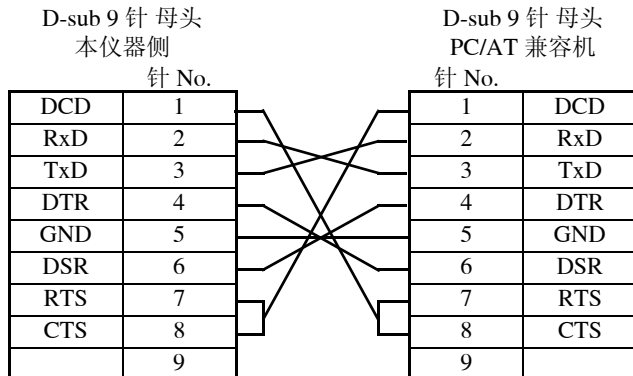 D-sub 9 针 母头 D-sub 9 针 母头
本仪器侧 PC/AT 兼容机
针 No. 针 No.
DCD 1 1 DCD
RxD 2 2 RxD
TxD 3 3 TxD
DTR 4 4 DTR
GND 5 5 GND
DSR 6 6 DSR
RTS 7 7 RTS
CTS 8 8 CTS
9 9